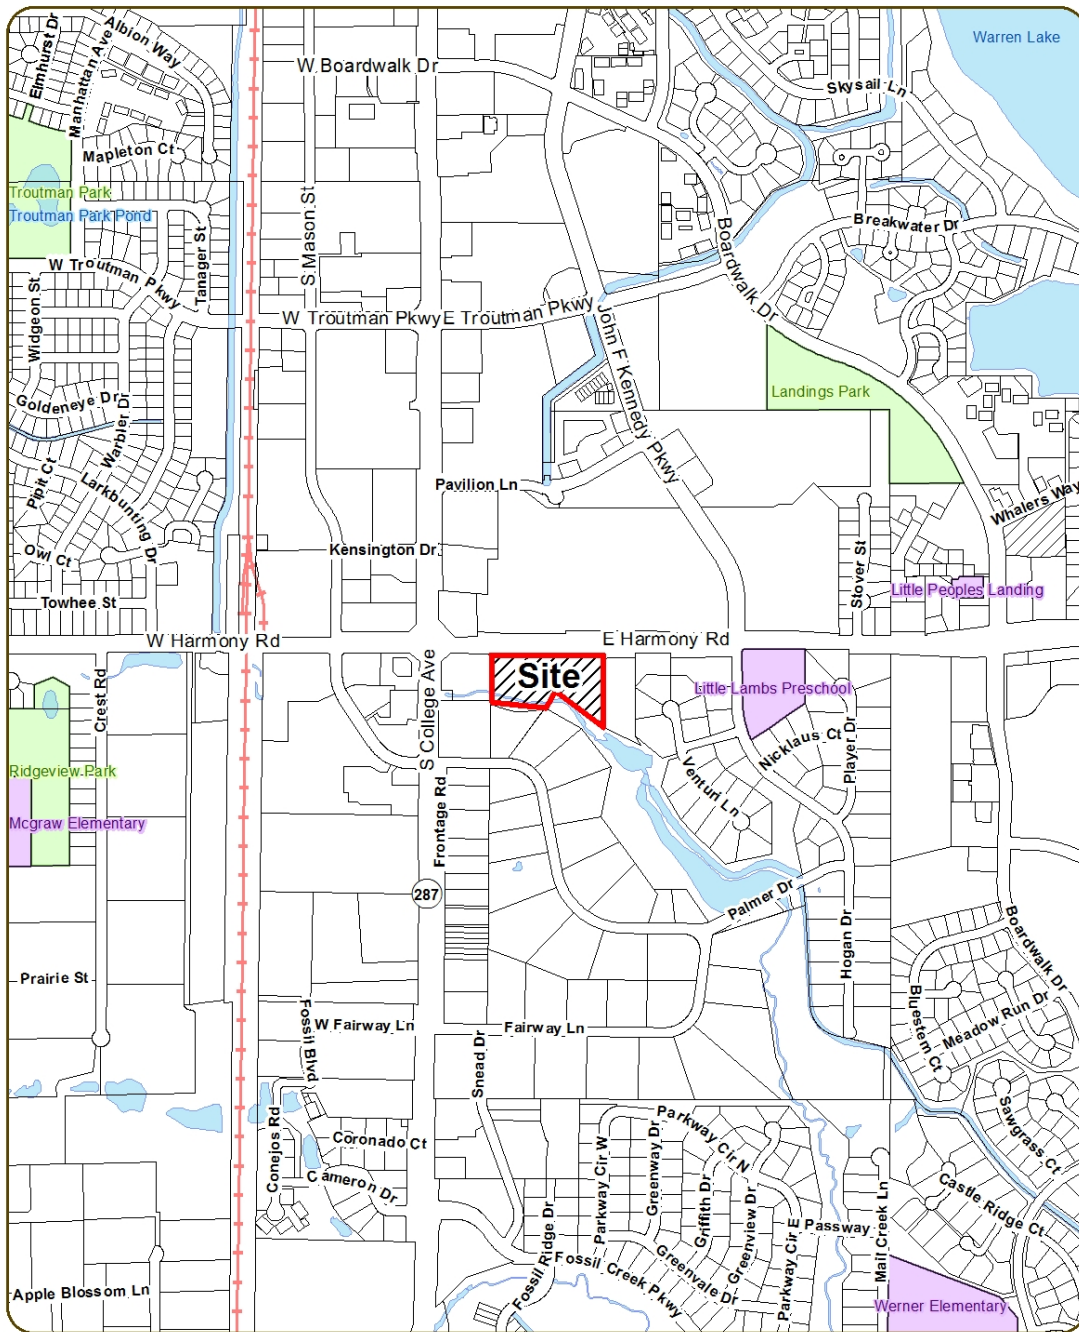 Elmhurst Dr
Manhattan Ave
Albion Way
W Boardwalk Dr
Warren Lake
Skysail Ln
Mapleton Ct
Troutman Park
Troutman Park Pond
Tanager St
S Mason St
Boardwalk Dr
Breakwater Dr
W Troutman Pkwy
Widgeon St
W Troutman Pkwy
E Troutman Pkwy
John F Kennedy Pkwy
Landings Park
Goldeneye Dr
Warbler Dr
Pipit Ct
Larkbunting Dr
Pavilion Ln
Whalers Way
Owl Ct
Kensington Dr
Stover St
Little Peoples Landing
Towhee St
W Harmony Rd
E Harmony Rd
Crest Rd
S College Ave
Site
Little Lambs Preschool
Nicklaus Ct
Player Dr
Ridgeview Park
Venturi Ln
Mcgraw Elementary
Frontage Rd
287
Palmer Dr
Hogan Dr
Boardwalk Dr
Prairie St
Fossil Blvd
W Fairway Ln
Fairway Ln
Snead Dr
Bluestem Ct
Meadow Run Dr
Conejos Rd
Coronado Ct
Cameron Dr
Parkway Cir W
Greenway Dr
Parkway Cir N
Griffith Dr
Greenview Dr
Sawgrass Ct
Castle Ridge Ct
Parkway Cir E
Passway
Mail Creek Ln
Fossil Ridge Dr
Fossil Creek Pkwy
Greenvale Dr
Apple Blossom Ln
Werner Elementary